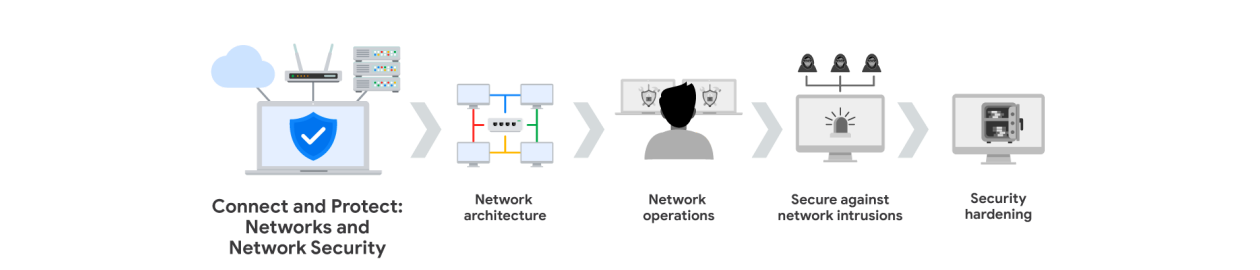 Connect and Protect:
Networks and
Network Security
Network
architecture
Network
operations
Secure against
network intrusions
Security
hardening